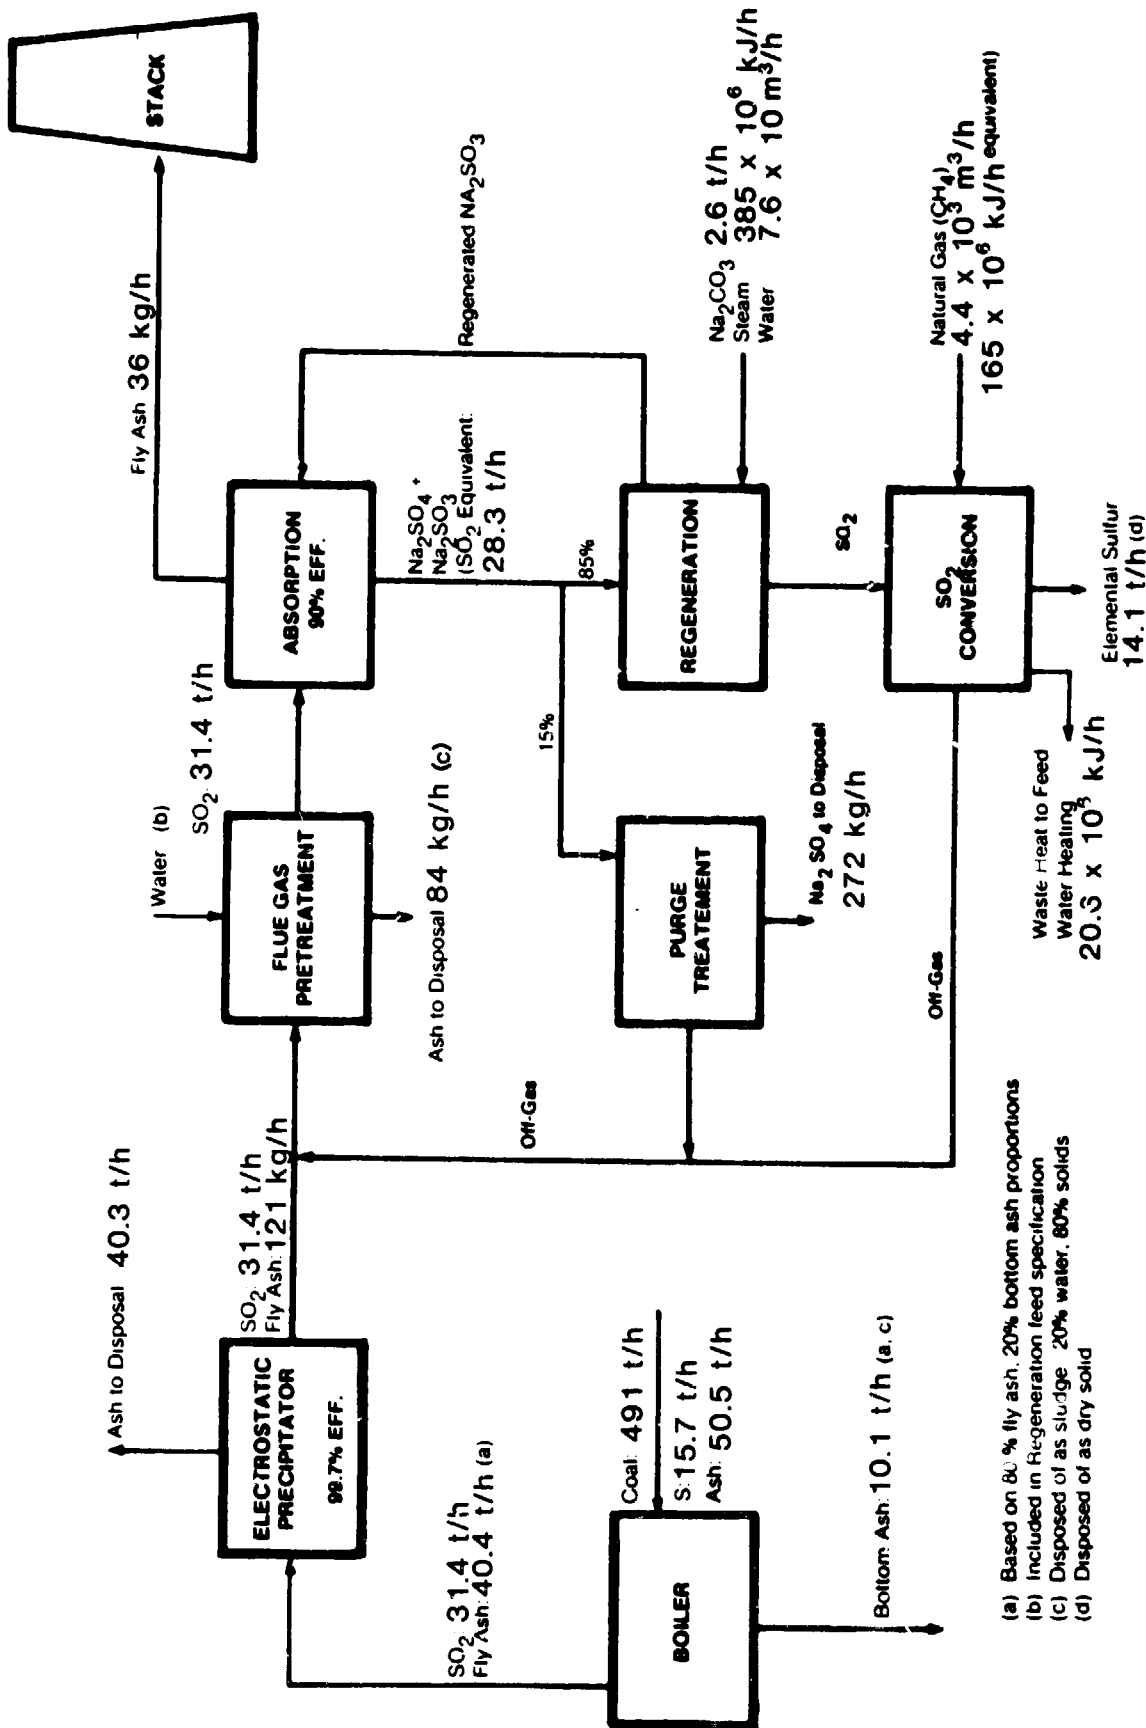 STACK
Fly Ash 36 kg/h
Ash to Disposal 40.3 t/h
ELECTROSTATIC
PRECIPITATOR
99.7% EFF.
SO2: 31.4 t/h
Fly Ash: 121 kg/h
Water (b)
FLUE GAS
PRETREATMENT
SO2: 31.4 t/h
ABSORPTION
90% EFF.
Ash to Disposal 84 kg/h (c)
Na2SO4 +
Na2SO3
(SO2 Equivalent:
28.3 t/h
Regenerated NA2SO3
SO2: 31.4 t/h
Fly Ash: 40.4 t/h (a)
Off-Gas
15%
85%
Coal: 491 t/h
S: 15.7 t/h
Ash: 50.5 t/h
BOILER
PURGE
TREATEMENT
REGENERATION
Na2CO3 2.6 t/h
Steam 385 x 10^6 kJ/h
Water 7.6 x 10 m^3/h
Bottom Ash: 10.1 t/h (a, c)
Na2 SO4 to Disposal
272 kg/h
SO2
Off-Gas
SO2
CONVERSION
Natural Gas (CH4)
4.4 x 10^3 m^3/h
165 x 10^6 kJ/h equivalent)
Waste Heat to Feed
Water Heating
kJ/h
Elemental Sulfur
14.1 t/h (d)
(a) Based on 80 % fly ash, 20% bottom ash proportions
(b) Included in Regeneration feed specification
(c) Disposed of as sludge 20% water, 80% solids
(d) Disposed of as dry solid